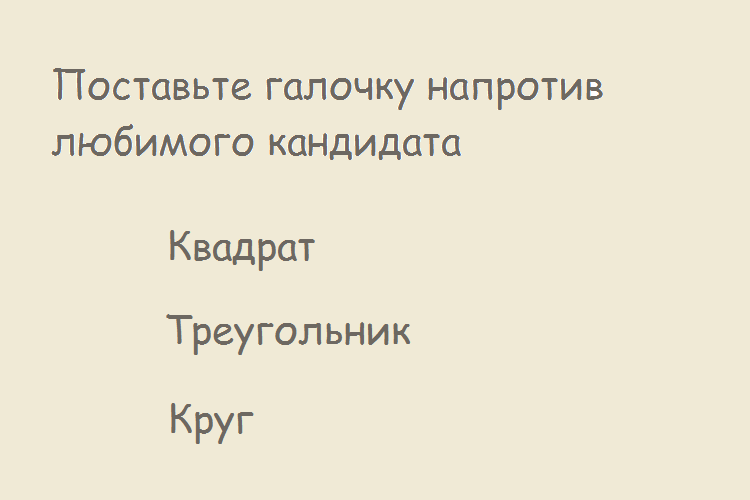 Поставьте галочку напротив
любимого кандидата
Квадрат
Треугольник
Круг